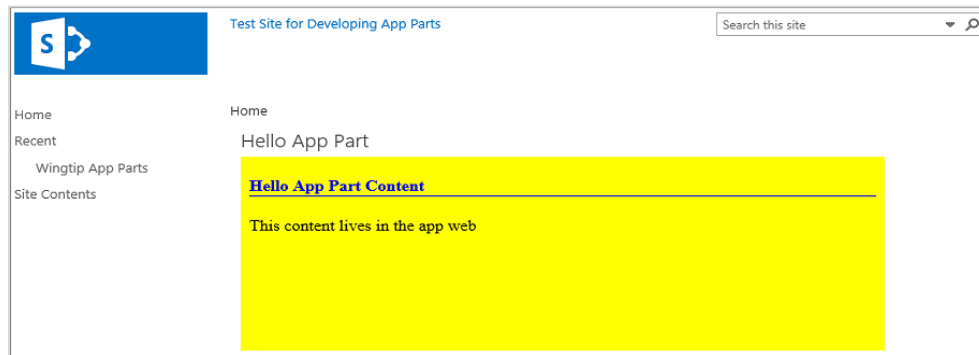 S
Test Site for Developing App Parts
Search this site
Home
Recent
Wingtip App Parts
Site Contents
Home
Hello App Part
Hello App Part Content
This content lives in the app web